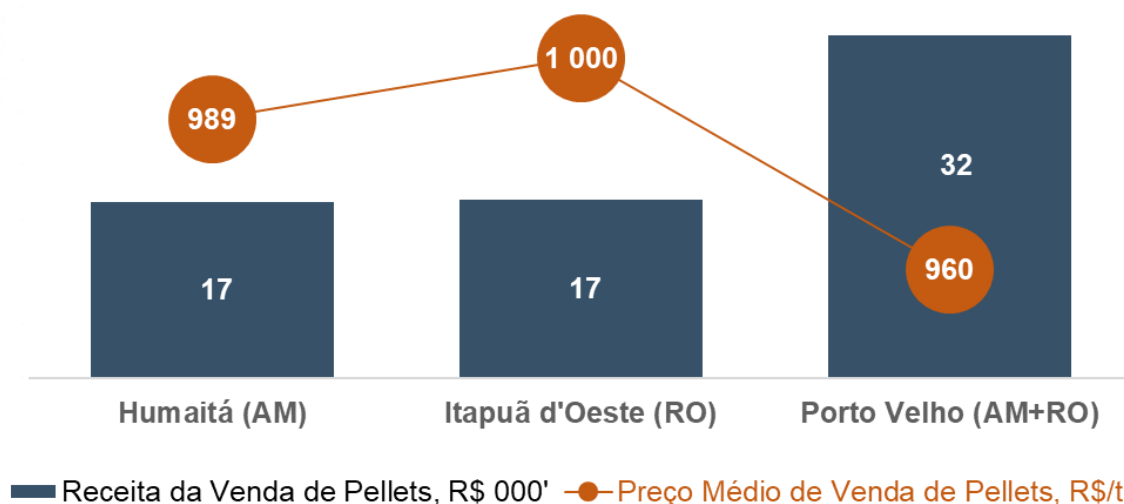 1 000
989
32
960
17
17
Humaitá (AM)
Itapuã d'Oeste (RO)
Porto Velho (AM+RO)
Receita da Venda de Pellets, R$ 000'
Preço Médio de Venda de Pellets, R$/t